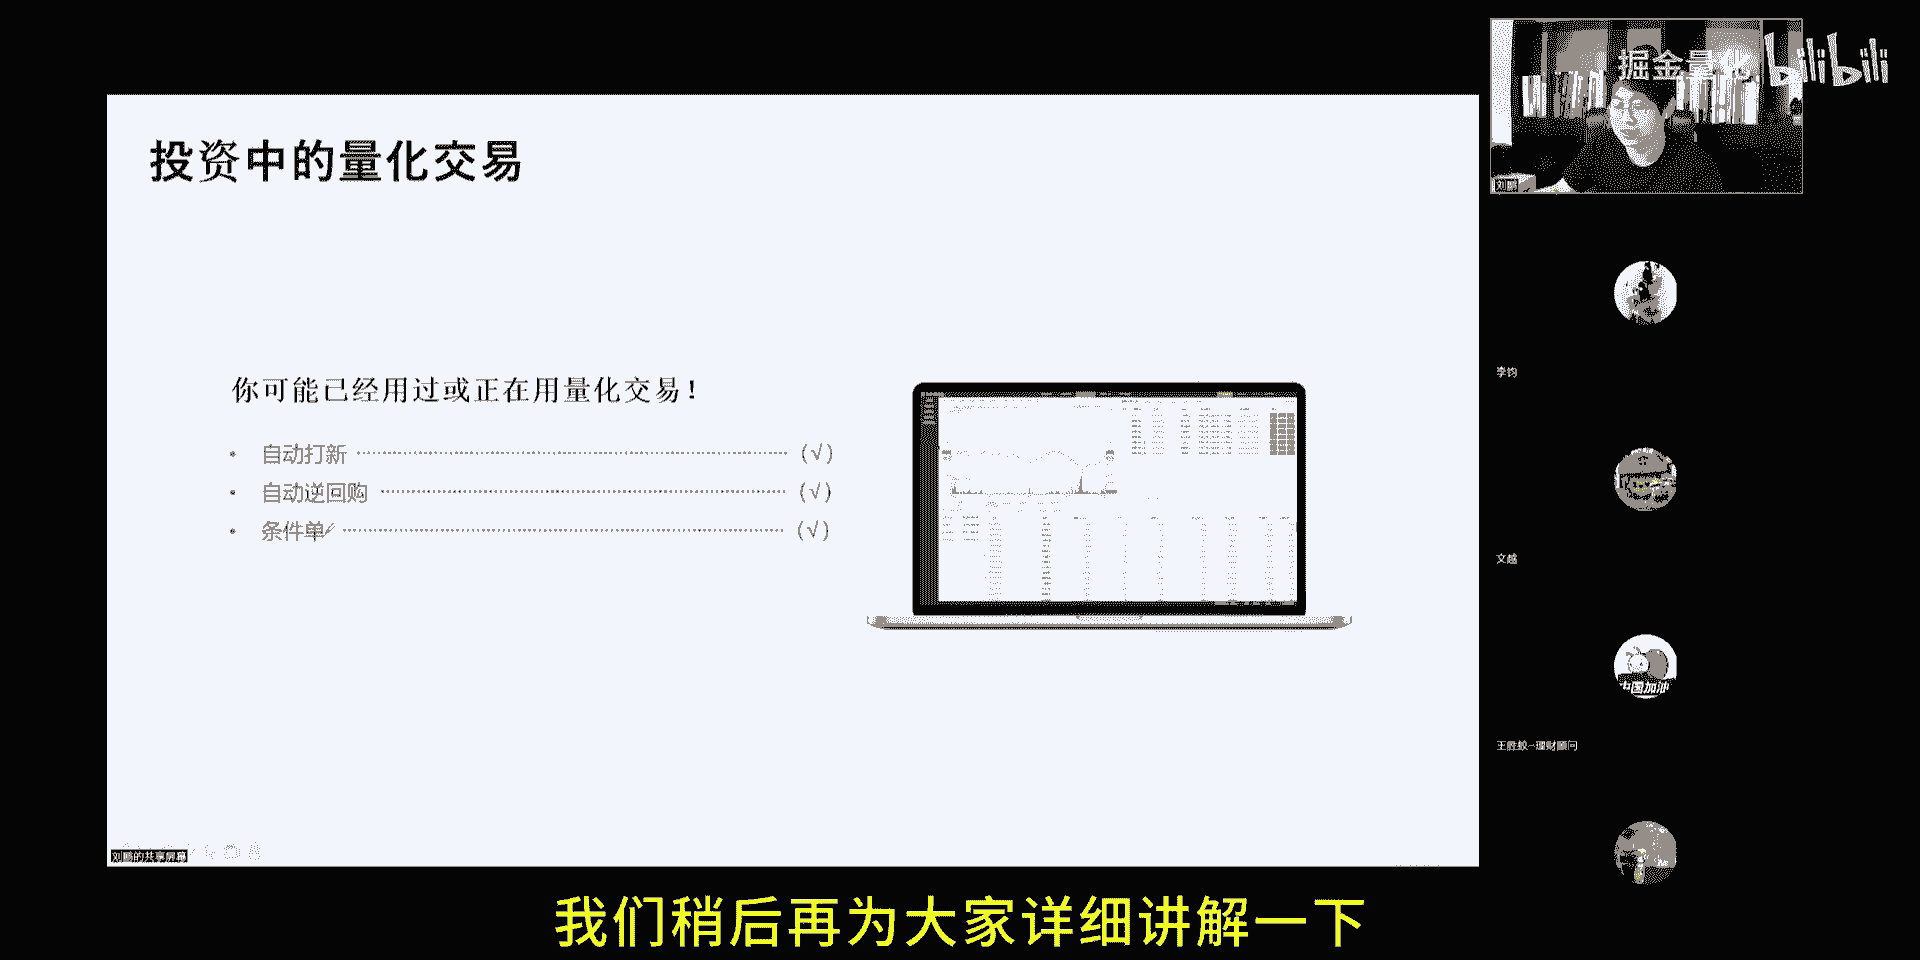 投资中的量化交易
你可能已经用过或正在用量化交易!
• 自动打新 (√)
• 自动逆回购 (√)
• 条件单 (√)
刘鹏的共享屏幕
掘金量化 bilibili
刘鹏
李钧
文越
中国加油
理财顾问
我们稍后再为大家详细讲解一下